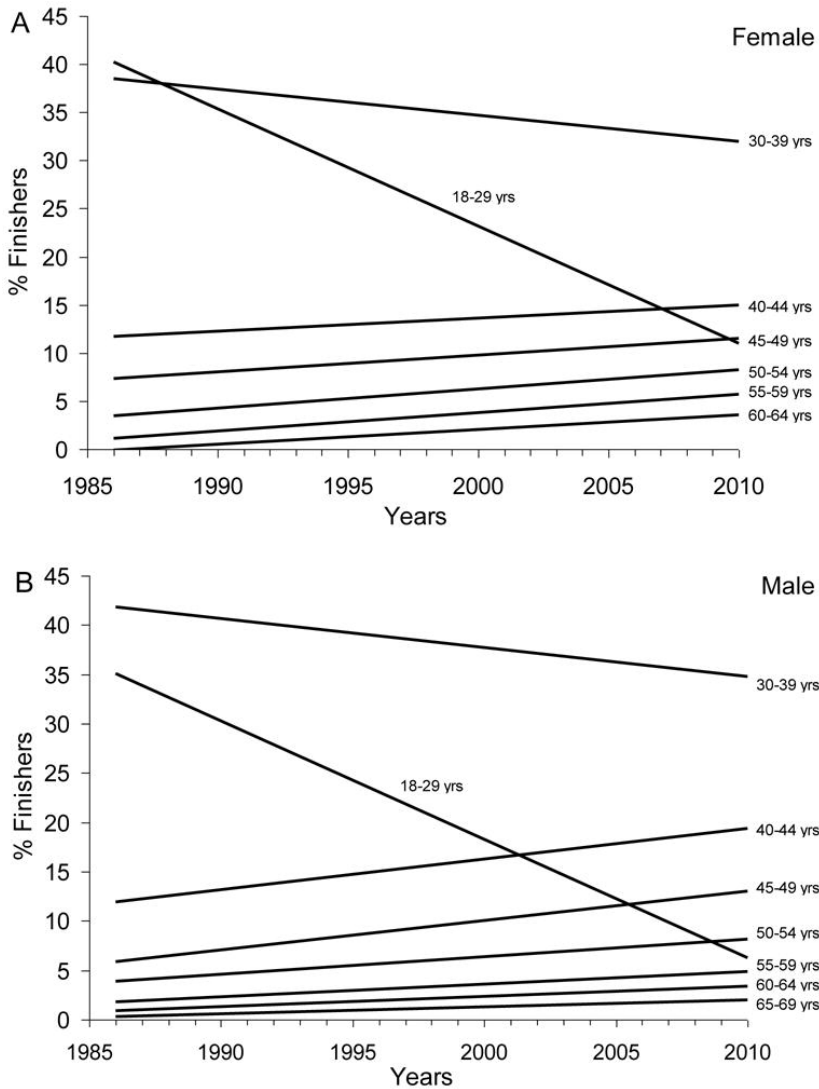 A
Female
45
40
35
30
25
20
15
10
5
0
% Finishers
30-39 yrs
18-29 yrs
40-44 yrs
45-49 yrs
50-54 yrs
55-59 yrs
60-64 yrs
1985 1990 1995 2000 2005 2010
Years
B
Male
45
40
35
30
25
20
15
10
5
0
% Finishers
30-39 yrs
18-29 yrs
40-44 yrs
45-49 yrs
50-54 yrs
55-59 yrs
60-64 yrs
65-69 yrs
1985 1990 1995 2000 2005 2010
Years